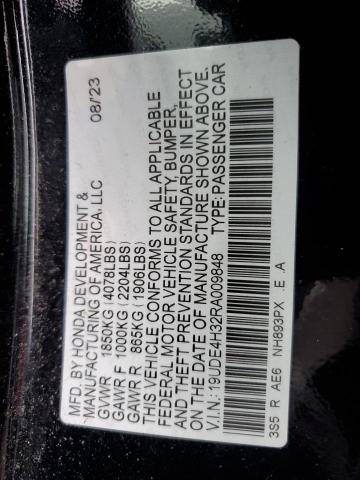 MFD. BY HONDA DEVELOPMENT & 08/23
MANUFACTURING OF AMERICA, LLC
GVWR 1850KG(4078LBS)
GAWR F 1000KG(2204LBS)
GAWR R 865KG(1906LBS)
THIS VEHICLE CONFORMS TO ALL APPLICABLE
FEDERAL MOTOR VEHICLE SAFETY, BUMPER,
AND THEFT PREVENTION STANDARDS IN EFFECT
ON THE DATE OF MANUFACTURE SHOWN ABOVE.
V.I.N.: 19UDE4H32RA009848 TYPE: PASSENGER CAR
3S5 R AE6 NH893PX .E .A